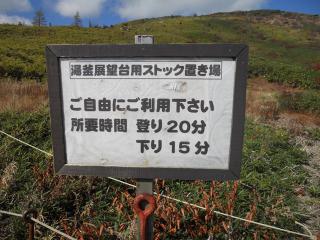 湯釜展望台用ストック置き場
ご自由にご利用下さい
所要時間 登り20分
下り15分